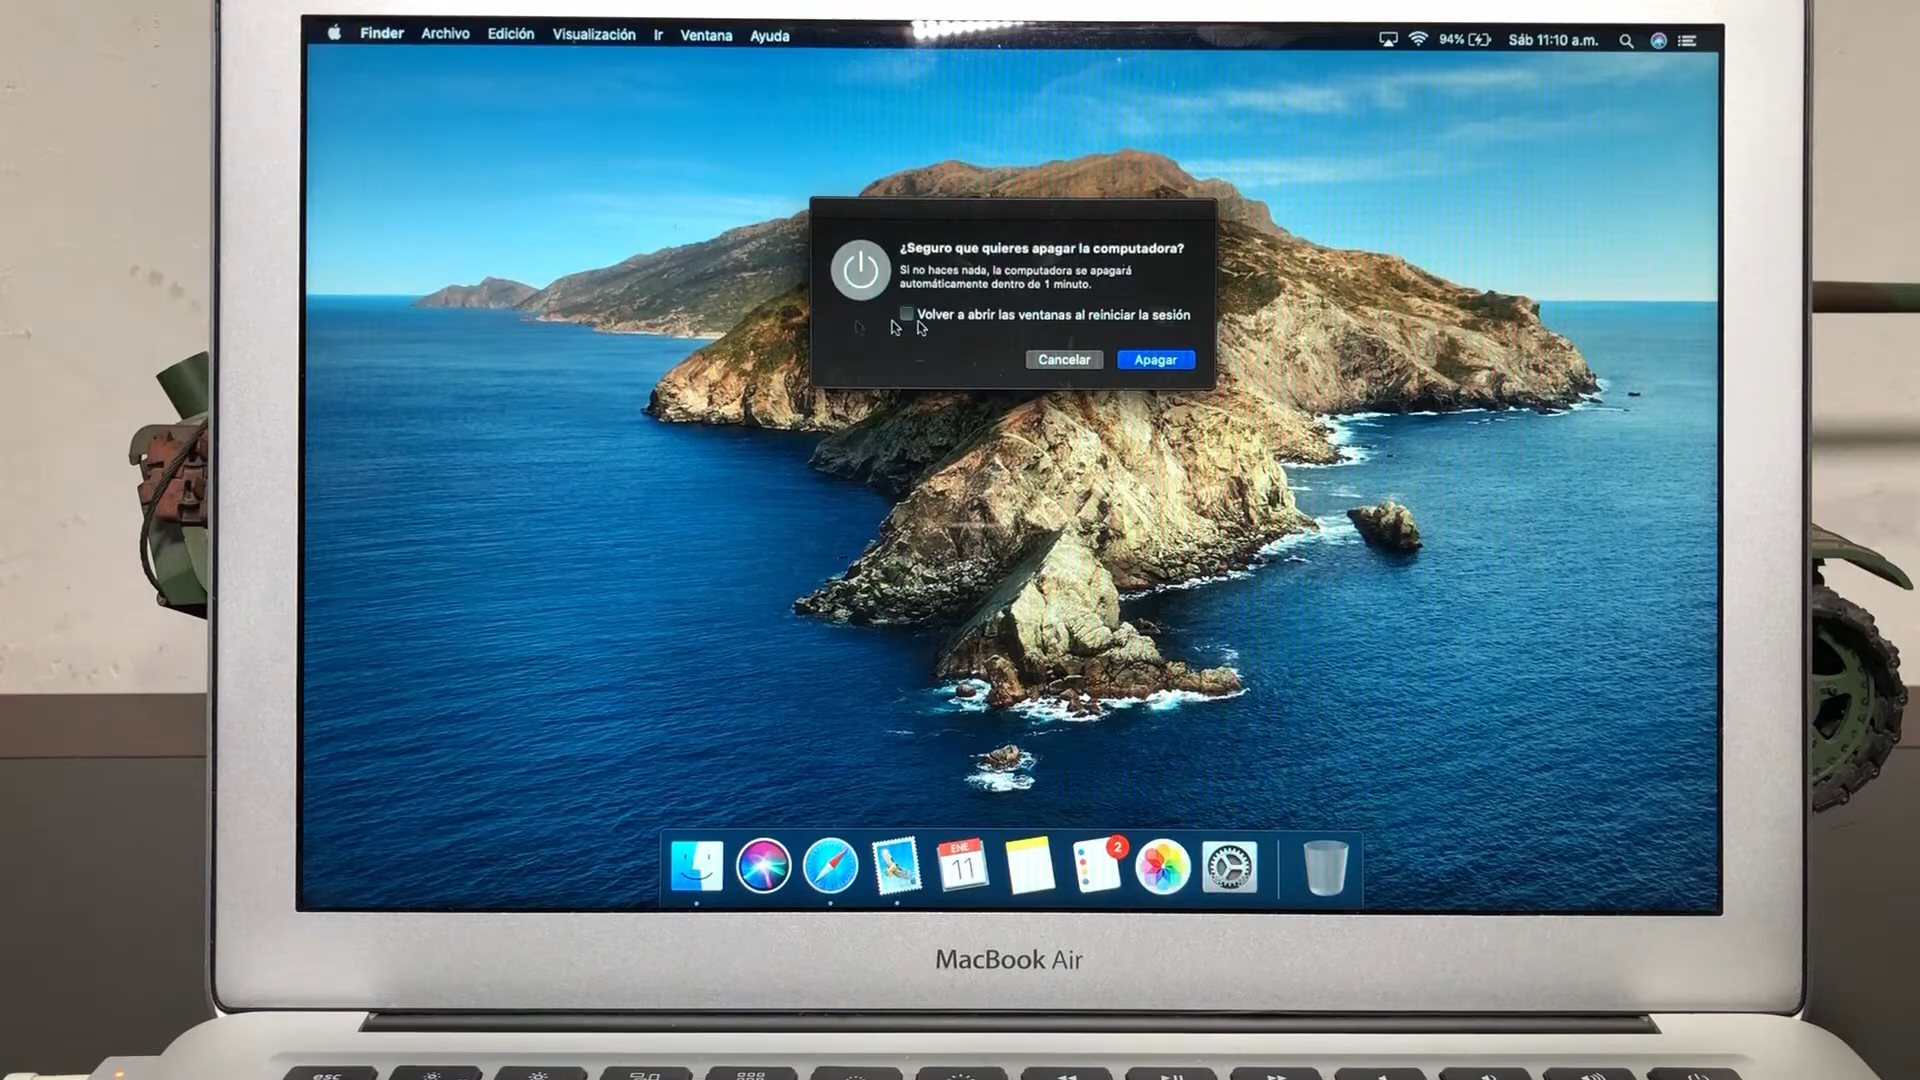 Finder Archivo Edición Visualización Ir Ventana Ayuda 94% Sáb 11:10 a.m.
¿Seguro que quieres apagar la computadora?
Si no haces nada, la computadora se apagará
automáticamente dentro de 1 minuto.
Volver a abrir las ventanas al reiniciar la sesión
Cancelar Apagar
ENE
11
2
MacBook Air
esc